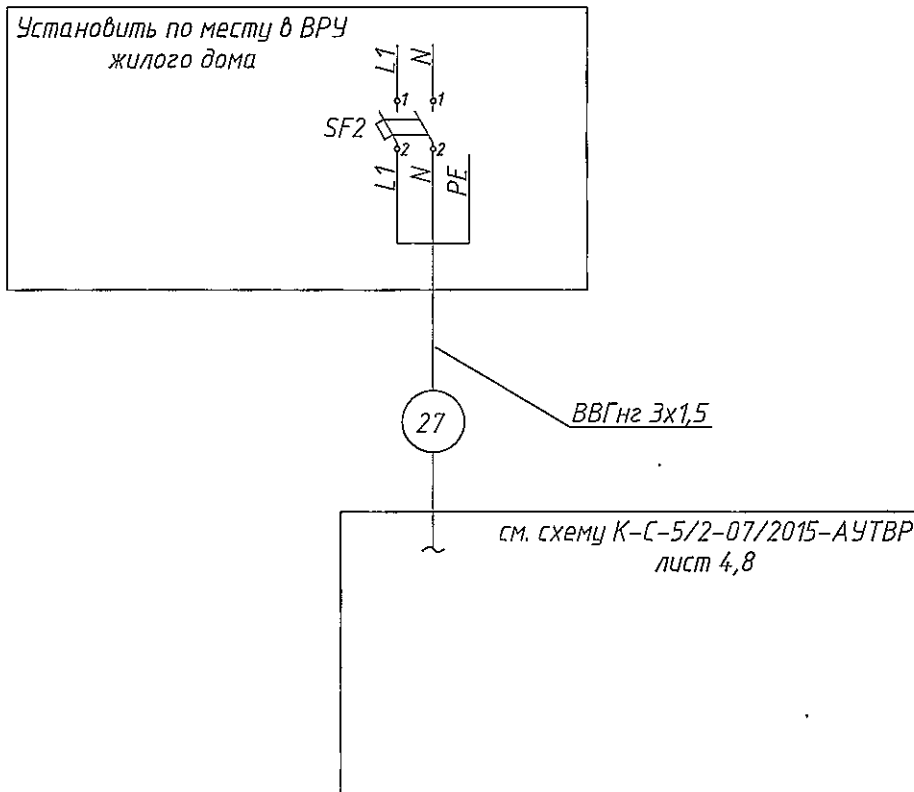 Установить по месту в ВРУ
жилого дома
L1 N
1 1
SF2
2 2
L1 N PE
ВВГнг 3х1,5
27
см. схему К-С-5/2-07/2015-АУТВР
лист 4,8